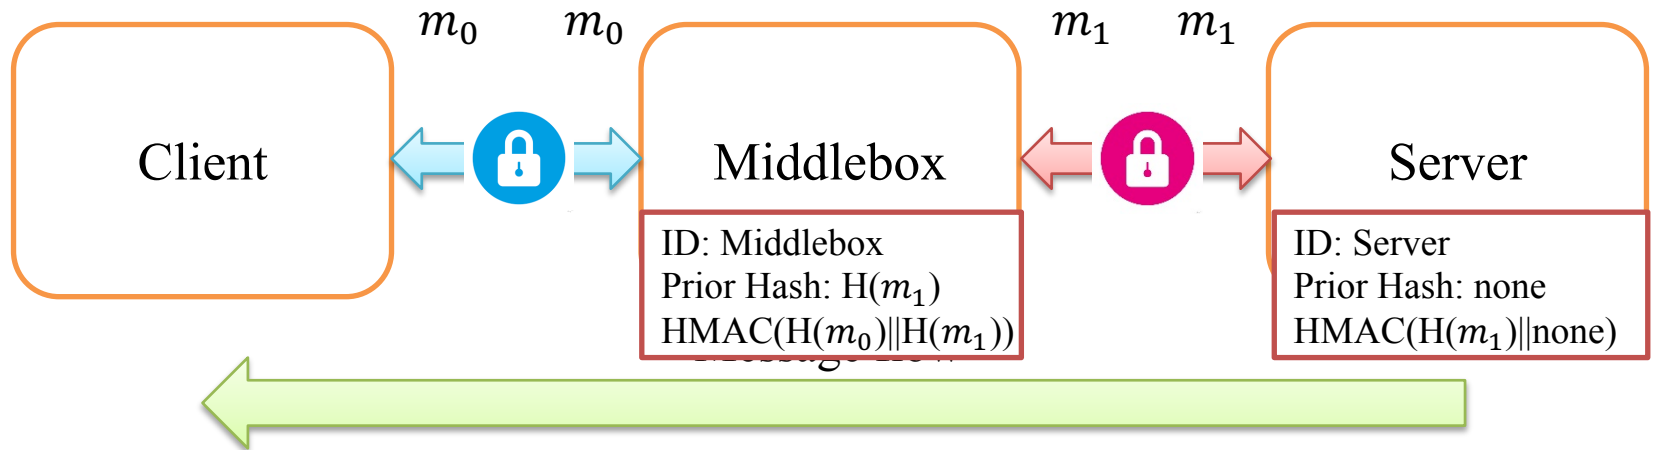 m₀ m₀ m₁ m₁
Client
Middlebox
Server
ID: Middlebox
Prior Hash: H(m₁)
HMAC(H(m₀)||H(m₁))
ID: Server
Prior Hash: none
HMAC(H(m₁)||none)